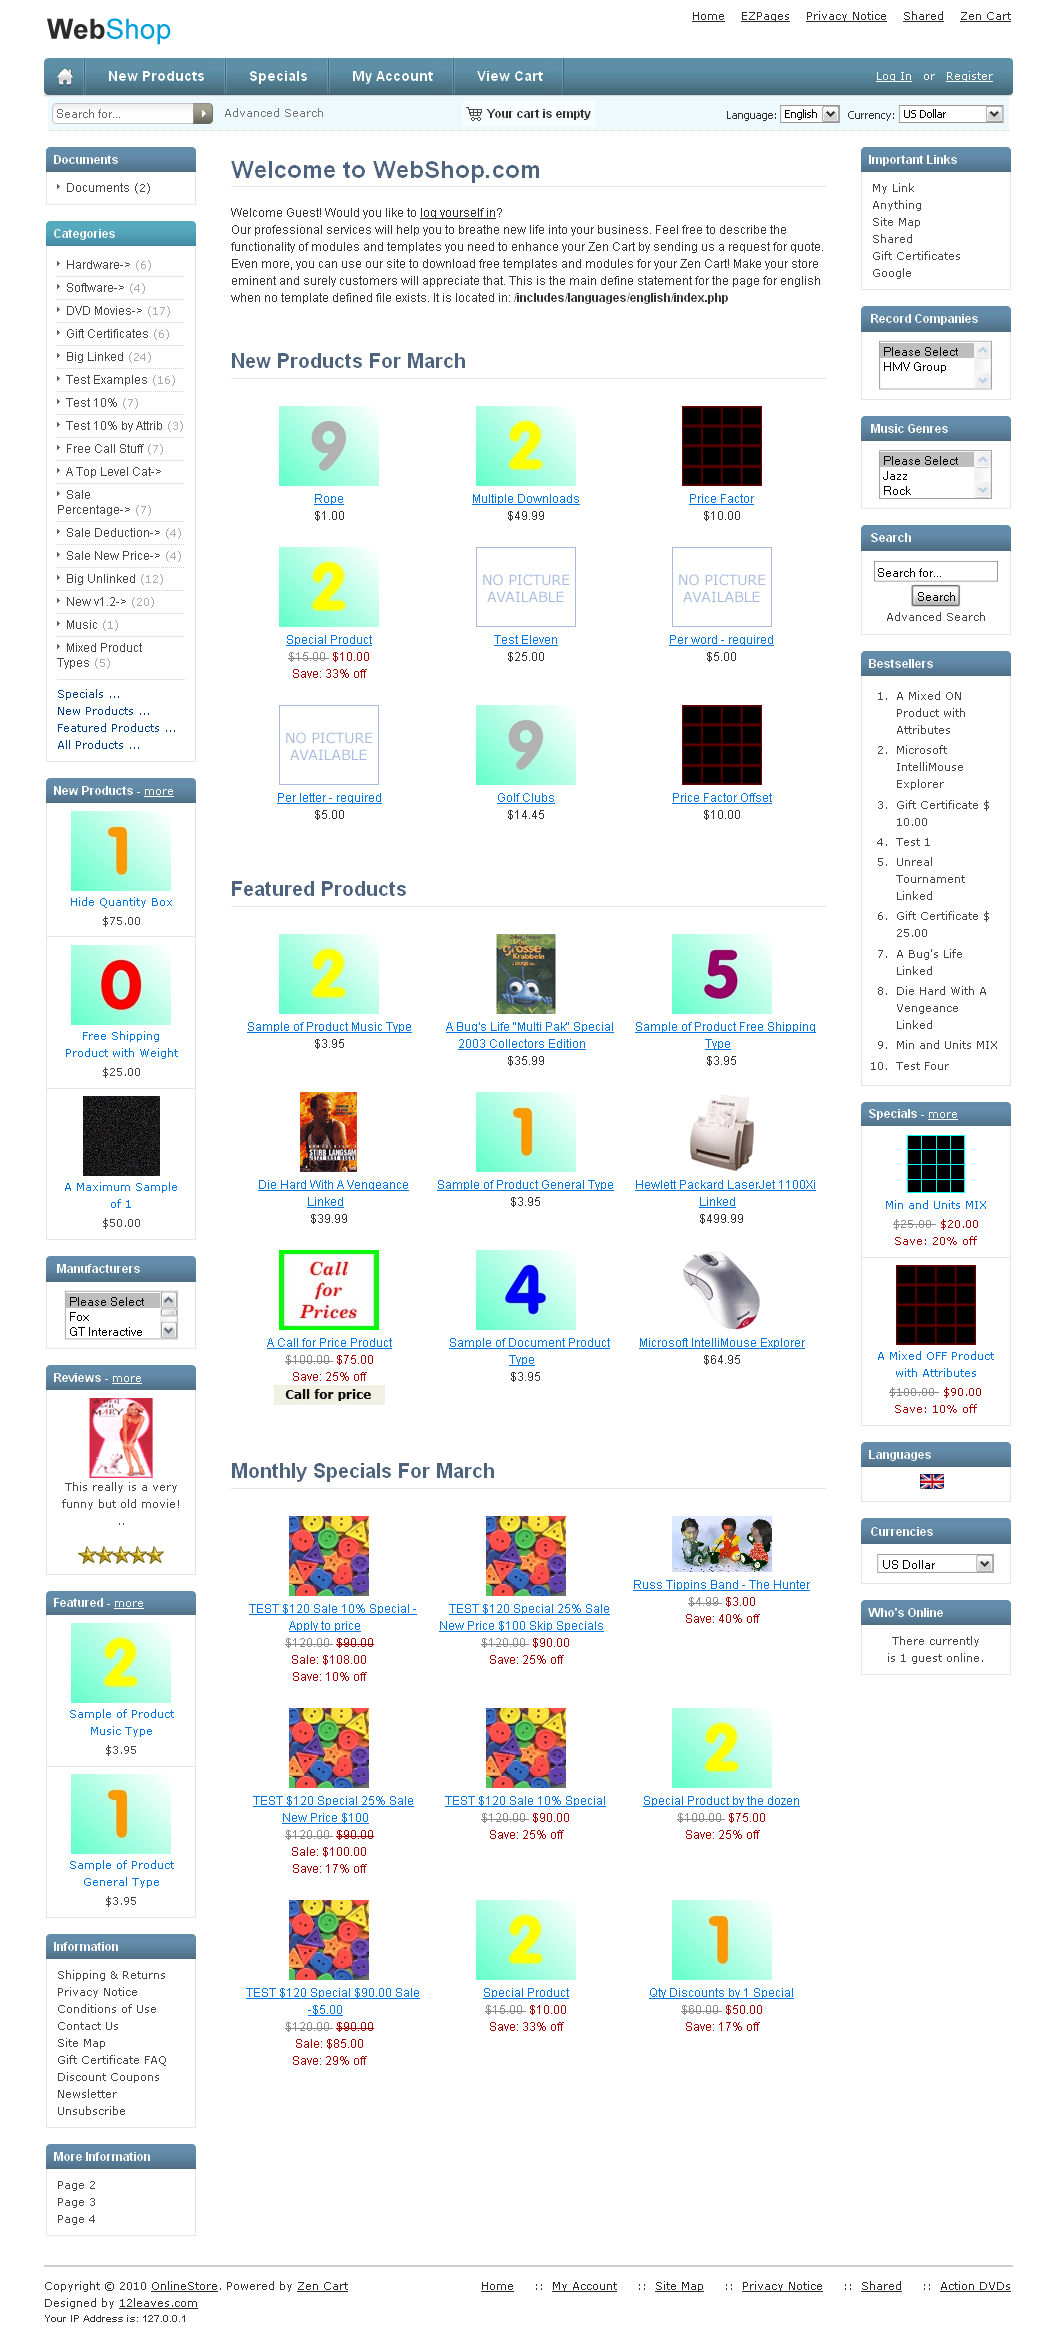 WebShop
Home EZPages Privacy Notice Shared Zen Cart
New Products Specials My Account View Cart
Log In or Register
Search for... Advanced Search
Your cart is empty
Language: English Currency: US Dollar
Documents
Documents (2)
Categories
Hardware-> (6)
Software-> (4)
DVD Movies-> (17)
Gift Certificates (6)
Big Linked (24)
Test Examples (16)
Test 10% (7)
Test 10% by Attrib (3)
Free Call Stuff (7)
A Top Level Cat->
Sale
Percentage-> (7)
Sale Deduction-> (4)
Sale New Price-> (4)
Big Unlinked (12)
New v1.2-> (20)
Music (1)
Mixed Product
Types (5)
Specials ...
New Products ...
Featured Products ...
All Products ...
New Products - more
1
Hide Quantity Box
$75.00
0
Free Shipping
Product with Weight
$25.00
A Maximum Sample
of 1
$50.00
Manufacturers
Please Select
Fox
GT Interactive
Reviews - more
MARY
This really is a very
funny but old movie!
..
Featured - more
2
Sample of Product
Music Type
$3.95
1
Sample of Product
General Type
$3.95
Information
Shipping & Returns
Privacy Notice
Conditions of Use
Contact Us
Site Map
Gift Certificate FAQ
Discount Coupons
Newsletter
Unsubscribe
More Information
Page 2
Page 3
Page 4
Welcome to WebShop.com
Welcome Guest! Would you like to log yourself in?
Our professional services will help you to breathe new life into your business. Feel free to describe the
functionality of modules and templates you need to enhance your Zen Cart by sending us a request for quote.
Even more, you can use our site to download free templates and modules for your Zen Cart! Make your store
eminent and surely customers will appreciate that. This is the main define statement for the page for english
when no template defined file exists. It is located in: /includes/languages/english/index.php
New Products For March
9 2
Rope Multiple Downloads Price Factor
$1.00 $49.99 $10.00
2 NO PICTURE NO PICTURE
AVAILABLE AVAILABLE
Special Product Test Eleven Per word - required
$15.00 $10.00 $25.00 $5.00
Save: 33% off
NO PICTURE 9
AVAILABLE
Per letter - required Golf Clubs Price Factor Offset
$5.00 $14.45 $10.00
Featured Products
2 Grosse Krabbeln 5
Sample of Product Music Type A Bug's Life "Multi Pak" Special Sample of Product Free Shipping
2003 Collectors Edition Type
$3.95 $35.99 $3.95
STIRB LANGSAM 1
Die Hard With A Vengeance Sample of Product General Type Hewlett Packard LaserJet 1100Xi
Linked $3.95 Linked
$39.99 $499.99
Call
for
Prices
4
A Call for Price Product Sample of Document Product Microsoft IntelliMouse Explorer
$100.00 $75.00 Type $64.95
Save: 25% off $3.95
Call for price
Monthly Specials For March
TEST $120 Sale 10% Special - TEST $120 Special 25% Sale Russ Tippins Band - The Hunter
Apply to price New Price $100 Skip Specials $4.99 $3.00
$120.00 $90.00 $120.00 $90.00 Save: 40% off
Sale: $108.00 Save: 25% off
Save: 10% off
2
TEST $120 Special 25% Sale TEST $120 Sale 10% Special Special Product by the dozen
New Price $100 $120.00 $90.00 $100.00 $75.00
$120.00 $90.00 Save: 25% off Save: 25% off
Sale: $100.00
Save: 17% off
2 1
TEST $120 Special $90.00 Sale Special Product Qty Discounts by 1 Special
-$5.00 $15.00 $10.00 $60.00 $50.00
$120.00 $90.00 Save: 33% off Save: 17% off
Sale: $85.00
Save: 29% off
Important Links
My Link
Anything
Site Map
Shared
Gift Certificates
Google
Record Companies
Please Select
HMV Group
Music Genres
Please Select
Jazz
Rock
Search
Search for...
Search
Advanced Search
Bestsellers
1. A Mixed ON
Product with
Attributes
2. Microsoft
IntelliMouse
Explorer
3. Gift Certificate $
10.00
4. Test 1
5. Unreal
Tournament
Linked
6. Gift Certificate $
25.00
7. A Bug's Life
Linked
8. Die Hard With A
Vengeance
Linked
9. Min and Units MIX
10. Test Four
Specials - more
Min and Units MIX
$25.00 $20.00
Save: 20% off
A Mixed OFF Product
with Attributes
$100.00 $90.00
Save: 10% off
Languages
Currencies
US Dollar
Who's Online
There currently
is 1 guest online.
Copyright © 2010 OnlineStore. Powered by Zen Cart
Designed by 12leaves.com
Your IP Address is: 127.0.0.1
Home :: My Account :: Site Map :: Privacy Notice :: Shared :: Action DVDs